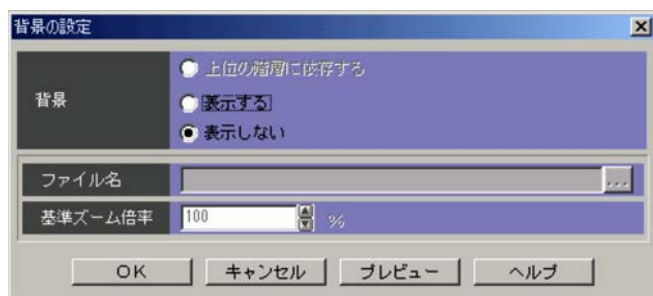 背景の設定
背景
上位の階層に依存する
表示する
表示しない
ファイル名
...
基準ズーム倍率
100
%
OK
キャンセル
プレビュー
ヘルプ